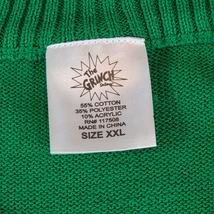 The
GRINCH
55% COTTON
35% POLYESTER
10% ACRYLIC
RN# 117508
MADE IN CHINA
SIZE XXL